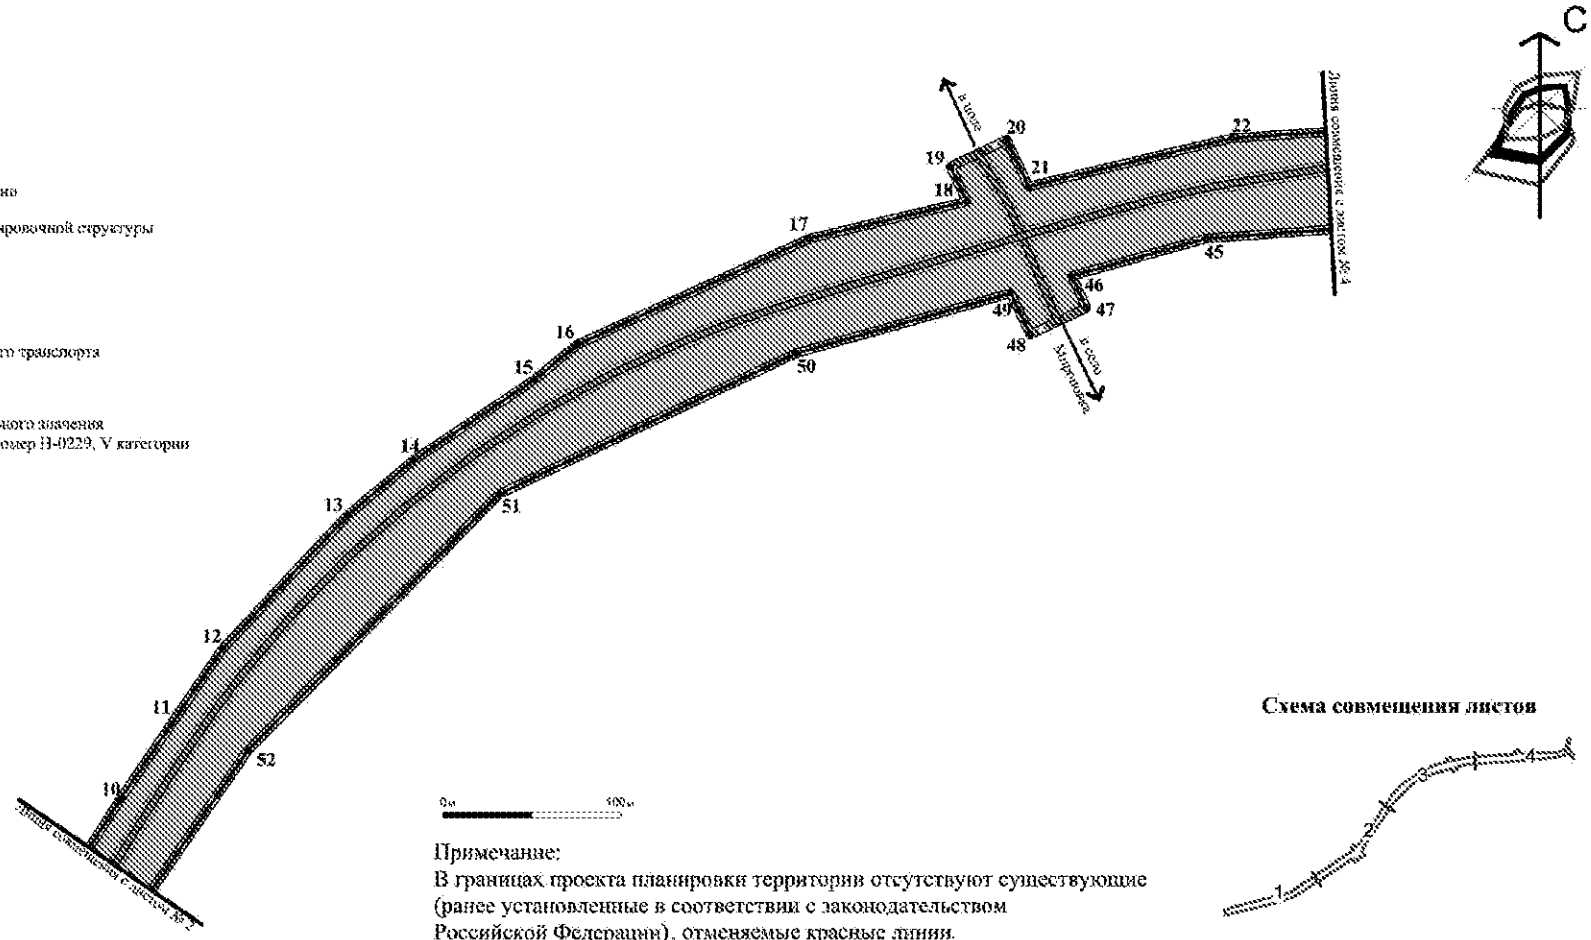 С
Линия совмещения с листом № 4
в поле
20
22
19
21
18
17
45
46
47
49
48
в село
Мироновка
16
50
15
14
51
13
12
11
52
10
Линия совмещения с листом № 2
ировочной структуры
го транспорта
ного значения
омер Н-0229, V категории
0м
100м
Примечание:
В границах проекта планировки территории отсутствуют существующие
(ранее установленные в соответствии с законодательством
Российской Федерации), отменяемые красные линии.
Схема совмещения листов
1
2
3
4